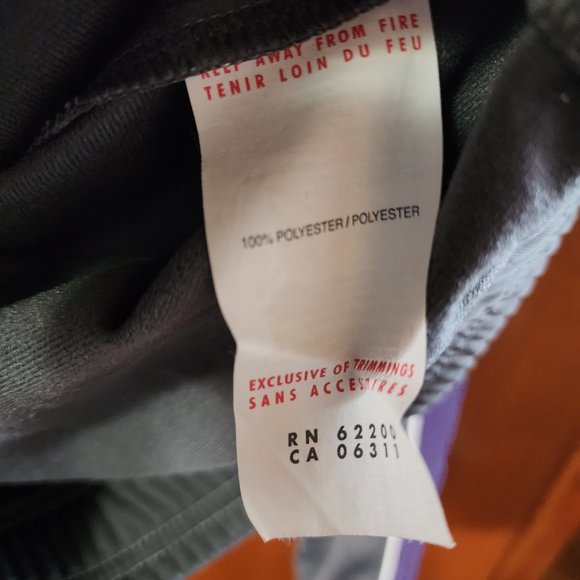 KEEP AWAY FROM FIRE
TENIR LOIN DU FEU
100% POLYESTER / POLYESTER
EXCLUSIVE OF TRIMMINGS
SANS ACCESSOIRES
RN 62200
CA 06311